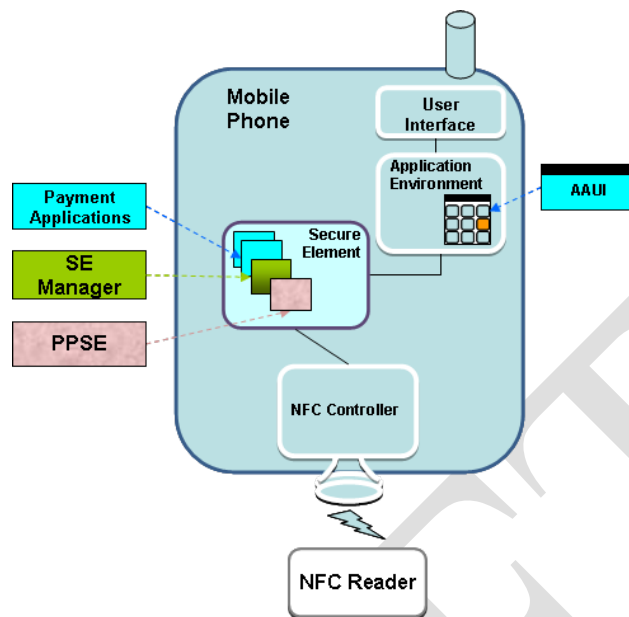 Mobile
Phone
User
Interface
Application
Environment
AAUI
Payment
Applications
Secure
Element
SE
Manager
PPSE
NFC Controller
NFC Reader